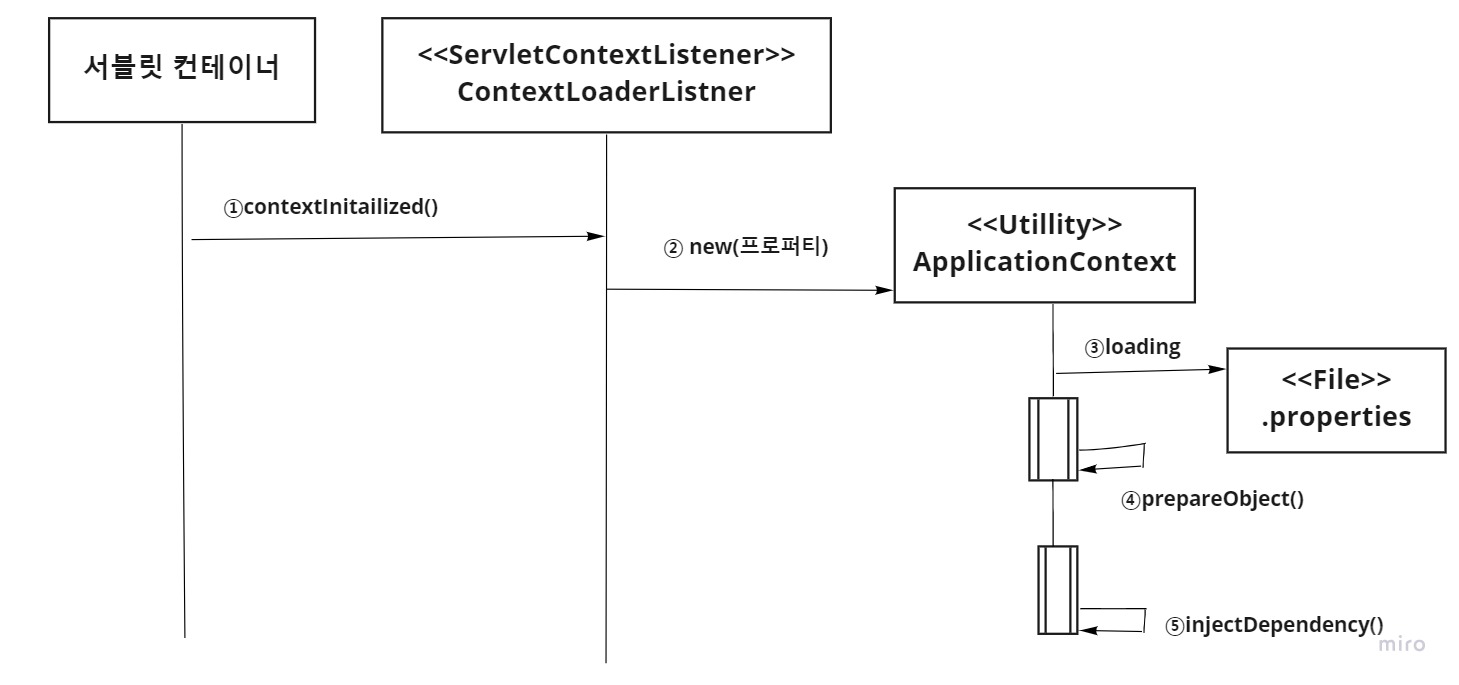 서블릿 컨테이너
<<ServletContextListener>>
ContextLoaderListner
①contextInitailized()
② new(프로퍼티)
<<Utillity>>
ApplicationContext
③loading
<<File>>
.properties
④prepareObject()
⑤injectDependency()
miro